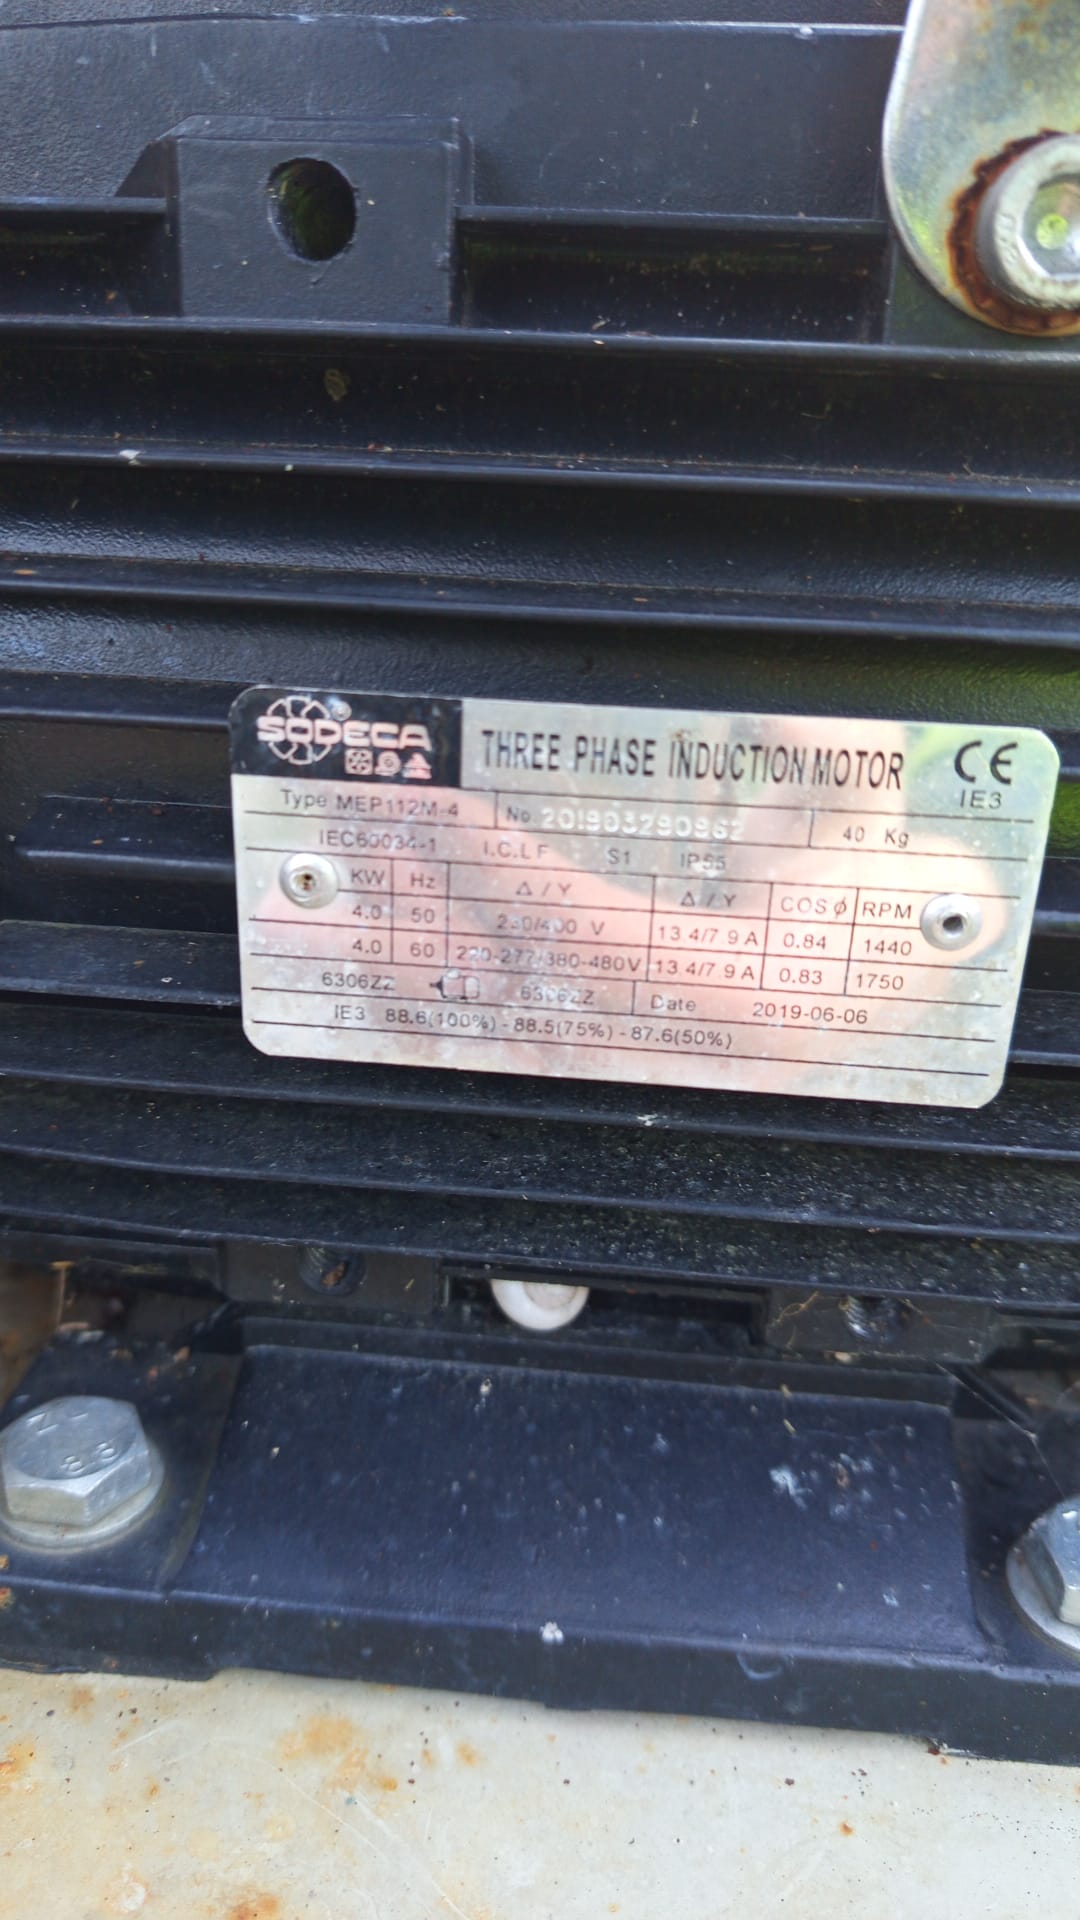 SODECA
THREE PHASE INDUCTION MOTOR CE
IE3
Type MEP112M-4 No. 201903290962 40 Kg
IEC60034-1 I.C.L F S1 IP55
KW Hz Δ / Y Δ / Y COS ϕ RPM
4.0 50 230/400 V 13.4/7.9 A 0.84 1440
4.0 60 220-277/380-480V 13.4/7.9 A 0.83 1750
6306ZZ 6306ZZ Date 2019-06-06
IE3 88.6(100%) - 88.5(75%) - 87.6(50%)